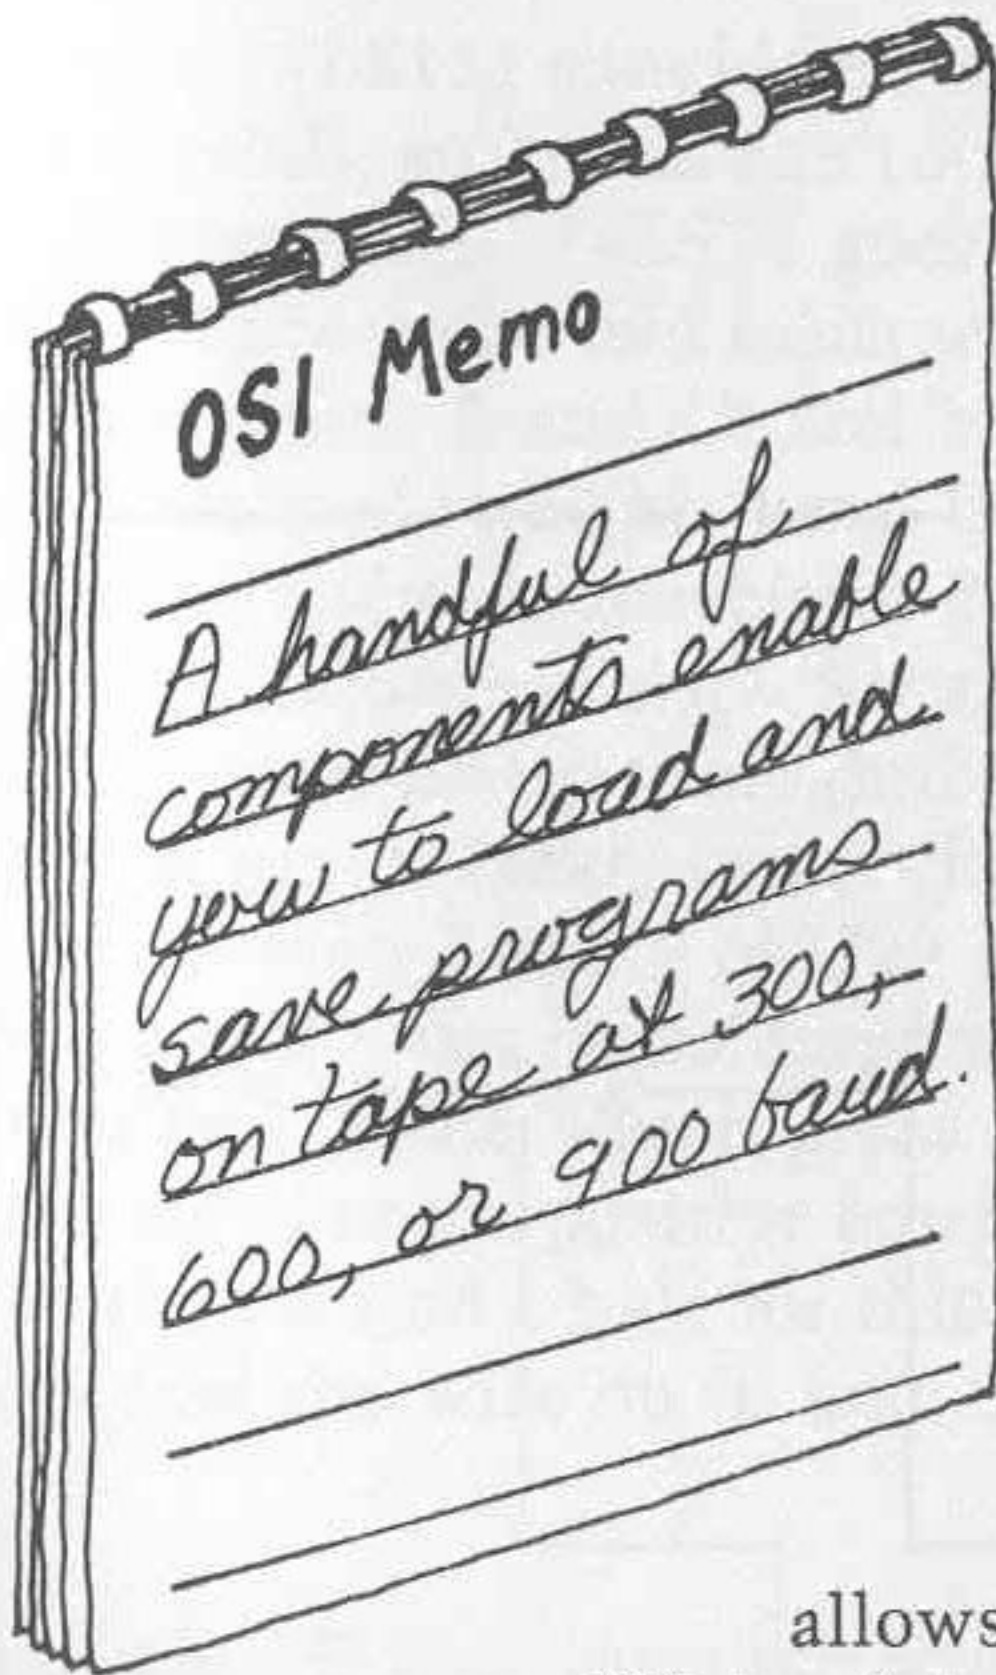 OSI Memo
A handful of
components enable
you to load and
save programs
on tape at 300,
600, or 900 baud.
allows